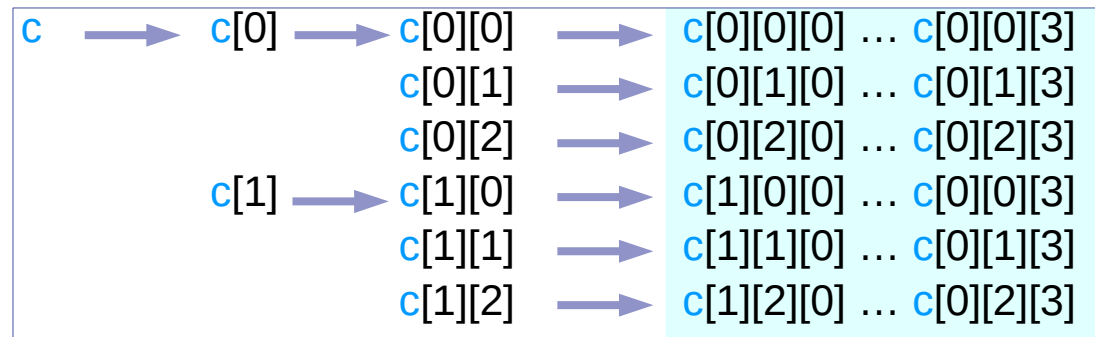 c c[0] c[0][0] c[0][0][0] … c[0][0][3]
c[0][1] c[0][1][0] … c[0][1][3]
c[0][2] c[0][2][0] … c[0][2][3]
c[1] c[1][0] c[1][0][0] … c[0][0][3]
c[1][1] c[1][1][0] … c[0][1][3]
c[1][2] c[1][2][0] … c[0][2][3]